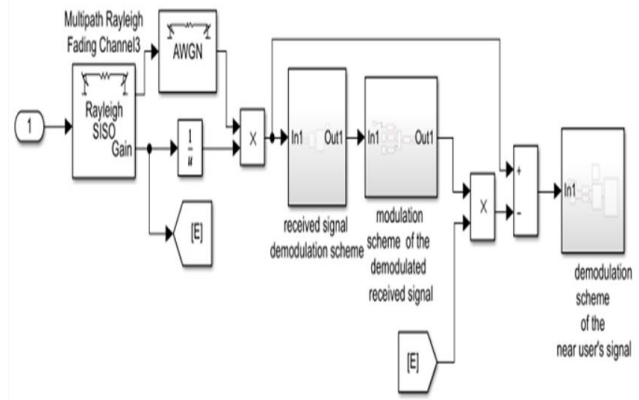 Multipath Rayleigh
Fading Channel3
AWGN
Rayleigh
SISO
Gain
1
1
u
[E]
X
In1
Out1
received signal
demodulation scheme
In1
Out1
modulation
scheme of the
demodulated
received signal
[E]
X
+
−
In1
demodulation
scheme
of the
near user's signal